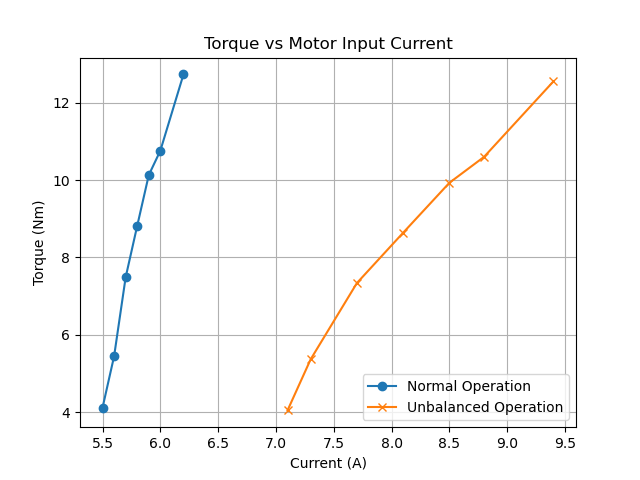 Torque vs Motor Input Current
Torque (Nm)
12
10
8
6
4
5.5 6.0 6.5 7.0 7.5 8.0 8.5 9.0 9.5
Current (A)
Normal Operation
Unbalanced Operation